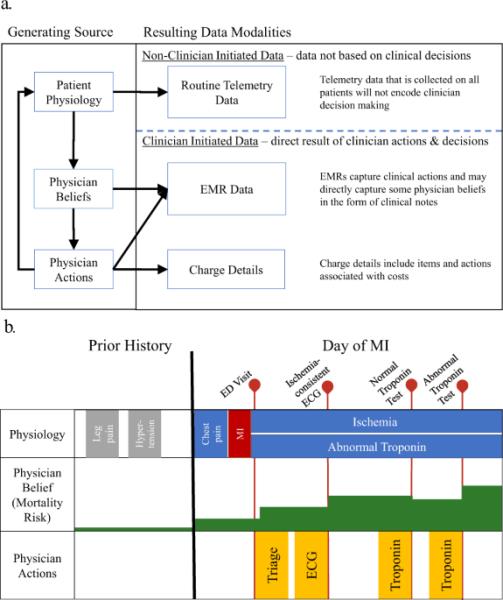 a.
Generating Source
Resulting Data Modalities
Non-Clinician Initiated Data – data not based on clinical decisions
Patient
Physiology
Routine Telemetry
Data
Telemetry data that is collected on all
patients will not encode clinician
decision making
Clinician Initiated Data – direct result of clinician actions & decisions
Physician
Beliefs
EMR Data
EMRs capture clinical actions and may
directly capture some physician beliefs
in the form of clinical notes
Physician
Actions
Charge Details
Charge details include items and actions
associated with costs
b.
Prior History
Day of MI
ED Visit
Ischemia-
consistent
ECG
Normal
Troponin
Test
Abnormal
Troponin
Test
Physiology
Leg
pain
Hyper-
tension
Chest
pain
MI
Ischemia
Abnormal Troponin
Physician
Belief
(Mortality
Risk)
Physician
Actions
Triage
ECG
Troponin
Troponin